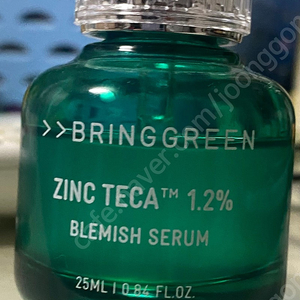 >>BRINGGREEN
ZINC TECA™ 1.2%
BLEMISH SERUM
25ML | 0.84 FL.OZ.